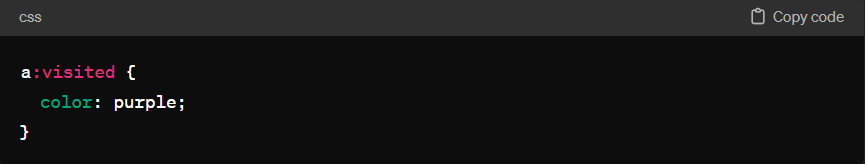 css Copy code
a:visited {
  color: purple;
}